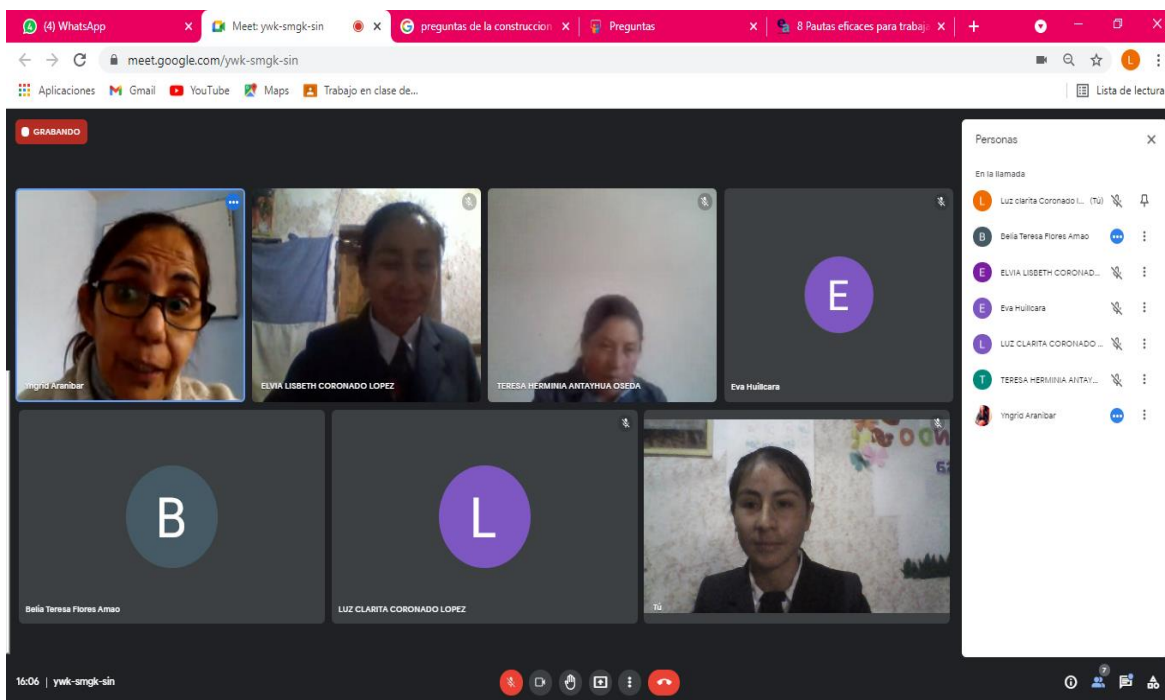 (4) WhatsApp
Meet: ywk-smgk-sin
preguntas de la construccion
Preguntas
8 Pautas eficaces para trabaja
meet.google.com/ywk-smgk-sin
L
Aplicaciones
Gmail
YouTube
Maps
Trabajo en clase de...
Lista de lectura
GRABANDO
Yngrid Aranibar
ELVIA LISBETH CORONADO LOPEZ
TERESA HERMINIA ANTAYHUA OSEDA
E
Eva Huillcara
B
Belia Teresa Flores Amao
L
LUZ CLARITA CORONADO LOPEZ
Tú
Personas
En la llamada
L Luz clarita Coronado l... (Tú)
B Belia Teresa Flores Amao
E ELVIA LISBETH CORONAD...
E Eva Huillcara
L LUZ CLARITA CORONADO ...
T TERESA HERMINIA ANTAY...
Yngrid Aranibar
16:06 | ywk-smgk-sin
7